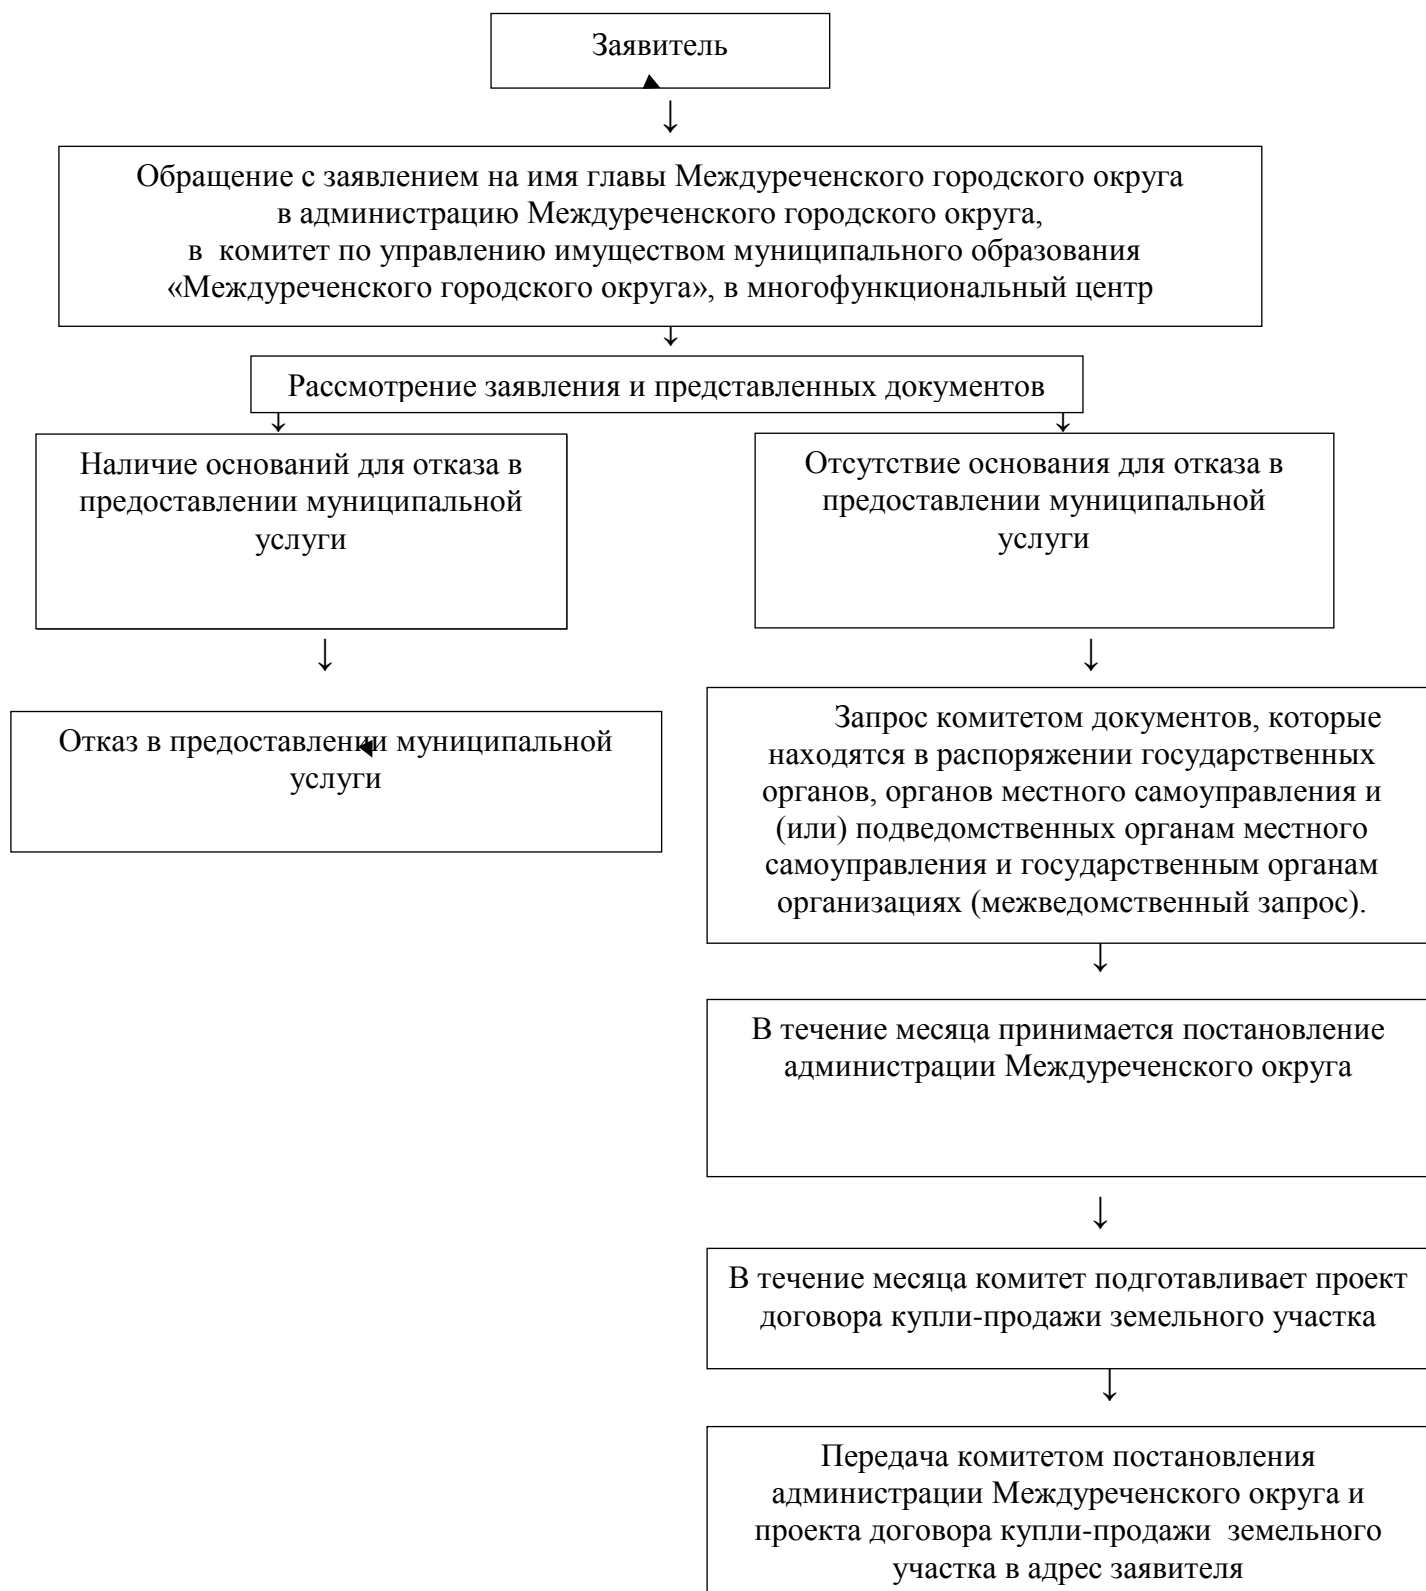 Заявитель
↓
Обращение с заявлением на имя главы Междуреченского городского округа
в администрацию Междуреченского городского округа,
в комитет по управлению имуществом муниципального образования
«Междуреченского городского округа», в многофункциональный центр
↓
Рассмотрение заявления и представленных документов
↓ ↓
Наличие оснований для отказа в
предоставлении муниципальной
услуги
↓
Отказ в предоставлении муниципальной
услуги
Отсутствие основания для отказа в
предоставлении муниципальной
услуги
↓
Запрос комитетом документов, которые
находятся в распоряжении государственных
органов, органов местного самоуправления и
(или) подведомственных органам местного
самоуправления и государственным органам
организациях (межведомственный запрос).
↓
В течение месяца принимается постановление
администрации Междуреченского округа
↓
В течение месяца комитет подготавливает проект
договора купли-продажи земельного участка
↓
Передача комитетом постановления
администрации Междуреченского округа и
проекта договора купли-продажи земельного
участка в адрес заявителя